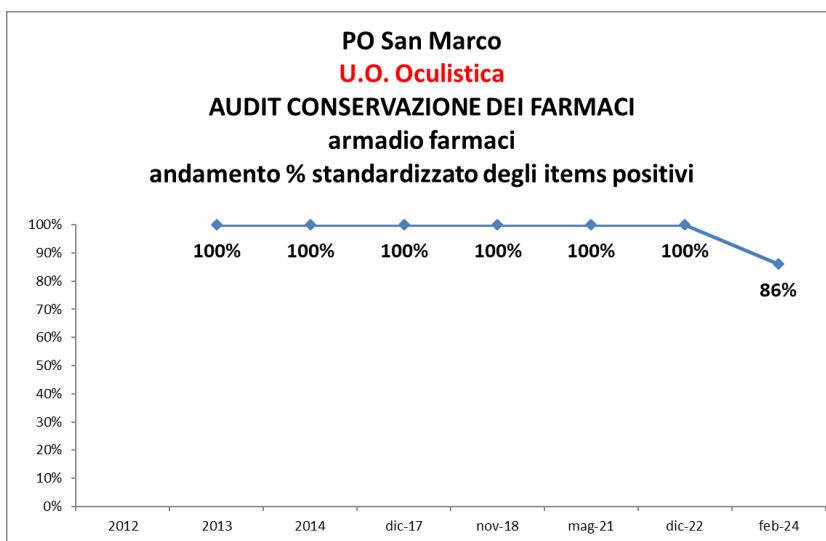 PO San Marco
U.O. Oculistica
AUDIT CONSERVAZIONE DEI FARMACI
armadio farmaci
andamento % standardizzato degli items positivi
100%
90%
80%
70%
60%
50%
40%
30%
20%
10%
0%
100% 100% 100% 100% 100% 100%
86%
2012 2013 2014 dic-17 nov-18 mag-21 dic-22 feb-24